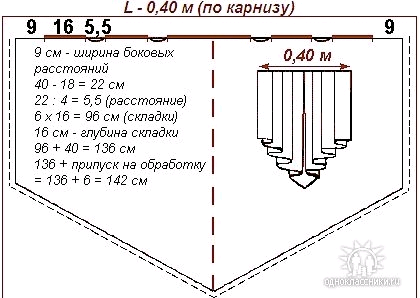 L - 0,40 м (по карнизу)
9 16 5,5 9
9 см - ширина боковых
расстояний
40 - 18 = 22 см
22 : 4 = 5,5 (расстояние)
6 x 16 = 96 см (складки)
16 см - глубина складки
96 + 40 = 136 см
136 + припуск на обработку
= 136 + 6 = 142 см
0,40 м
одноклассники.ru